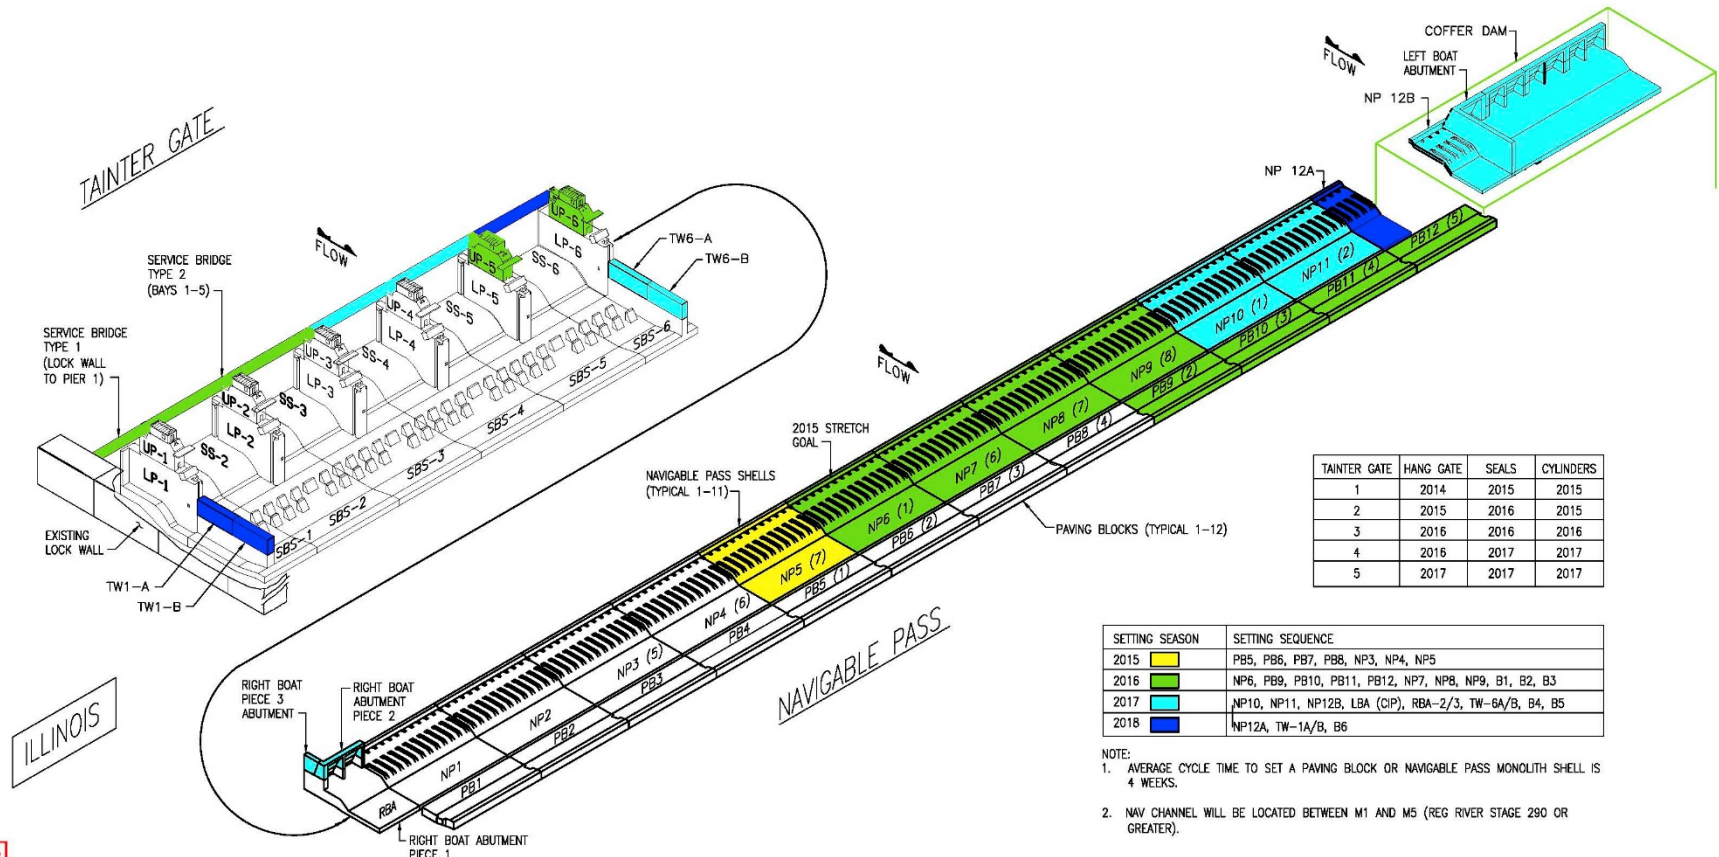 COFFER DAM
FLOW
LEFT BOAT
ABUTMENT
NP 12B
TAINTER GATE
NP 12A
UP-6
LP-6
FLOW
TW6-A
TW6-B
SERVICE BRIDGE
TYPE 2
(BAYS 1-5)
UP-5
SS-6
LP-5
PB12 (5)
NP11 (2)
PB11 (4)
UP-4
SS-5
LP-4
NP10 (1)
PB10 (3)
SERVICE BRIDGE
TYPE 1
(LOCK WALL
TO PIER 1)
UP-3
SS-4
LP-3
SBS-6
SBS-5
FLOW
NP9 (8)
PB9 (2)
UP-2
SS-3
LP-2
SBS-4
NP8 (7)
PB8 (4)
2015 STRETCH
GOAL
UP-1
SS-2
LP-1
SBS-3
NP7 (6)
PB7 (3)
NAVIGABLE PASS SHELLS
(TYPICAL 1-11)
SBS-2
SBS-1
NP6 (1)
PB6 (2)
PAVING BLOCKS (TYPICAL 1-12)
EXISTING
LOCK WALL
TW1-A
TW1-B
NP5 (7)
PB5 (1)
NP4 (6)
PB4
NP3 (5)
PB3
NAVIGABLE PASS
RIGHT BOAT
PIECE 3
ABUTMENT
RIGHT BOAT
ABUTMENT
PIECE 2
NP2
PB2
ILLINOIS
NP1
PB1
RBA
RIGHT BOAT ABUTMENT
PIECE 1
TAINTER GATE HANG GATE SEALS CYLINDERS
1 2014 2015 2015
2 2015 2016 2015
3 2016 2016 2016
4 2016 2017 2017
5 2017 2017 2017
SETTING SEASON SETTING SEQUENCE
2015 PB5, PB6, PB7, PB8, NP3, NP4, NP5
2016 NP6, PB9, PB10, PB11, PB12, NP7, NP8, NP9, B1, B2, B3
2017 NP10, NP11, NP12B, LBA (CIP), RBA-2/3, TW-6A/B, B4, B5
2018 NP12A, TW-1A/B, B6
NOTE:
1. AVERAGE CYCLE TIME TO SET A PAVING BLOCK OR NAVIGABLE PASS MONOLITH SHELL IS
4 WEEKS.
2. NAV CHANNEL WILL BE LOCATED BETWEEN M1 AND M5 (REG RIVER STAGE 290 OR
GREATER).